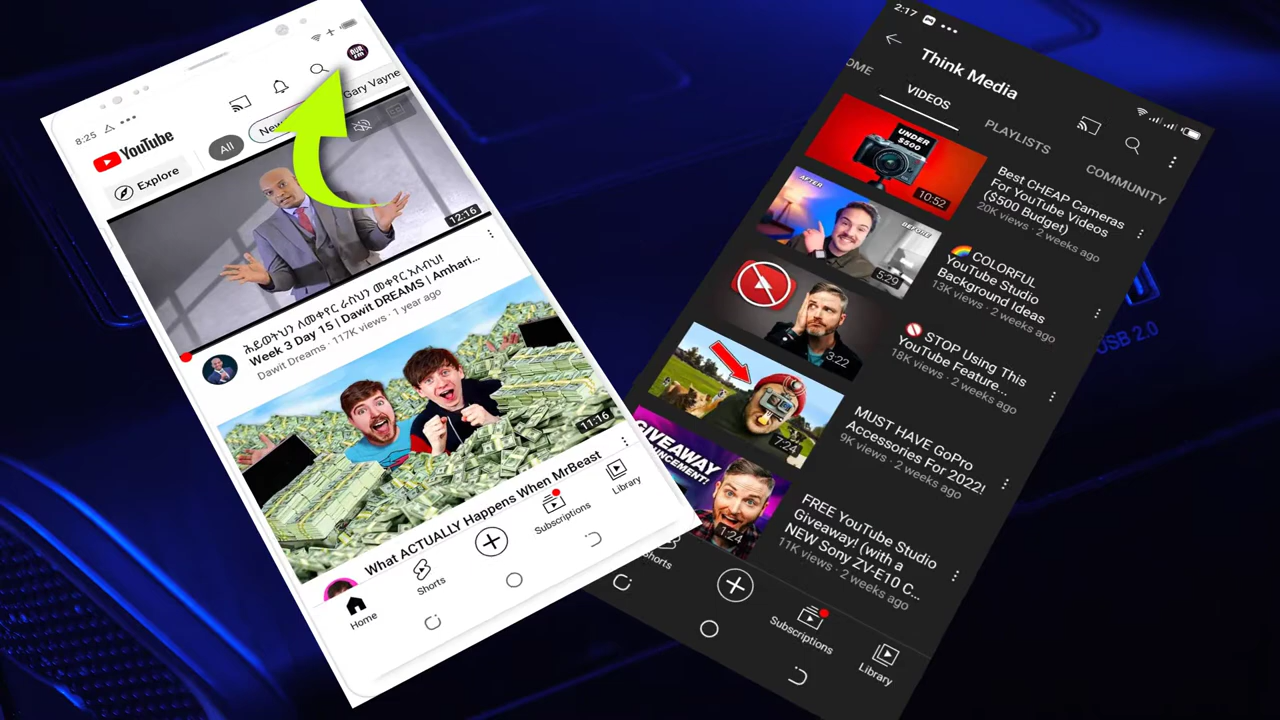 8:25
YouTube
Explore
All
Gary Vayne
12:16
ሕይወትህን ለመቀየር ራስህን መቀየር አለብህ!
Week 3 Day 15 | Dawit DREAMS | Amhari...
Dawit Dreams · 117K views · 1 year ago
11:16
What ACTUALLY Happens When MrBeast
Home
Shorts
Subscriptions
Library
2:17
Think Media
OME
VIDEOS
PLAYLISTS
COMMUNITY
UNDER
$500
10:52
Best CHEAP Cameras
For YouTube Videos
($500 Budget)
20K views · 2 weeks ago
AFTER
BEFORE
5:29
COLORFUL
YouTube Studio
Background Ideas
13K views · 2 weeks ago
3:22
STOP Using This
YouTube Feature...
18K views · 2 weeks ago
7:24
MUST HAVE GoPro
Accessories For 2022!
9K views · 2 weeks ago
GIVEAWAY
1:24
FREE YouTube Studio
Giveaway! (with a
NEW Sony ZV-E10 C...
11K views · 2 weeks ago
Subscriptions
Library
USB 2.0